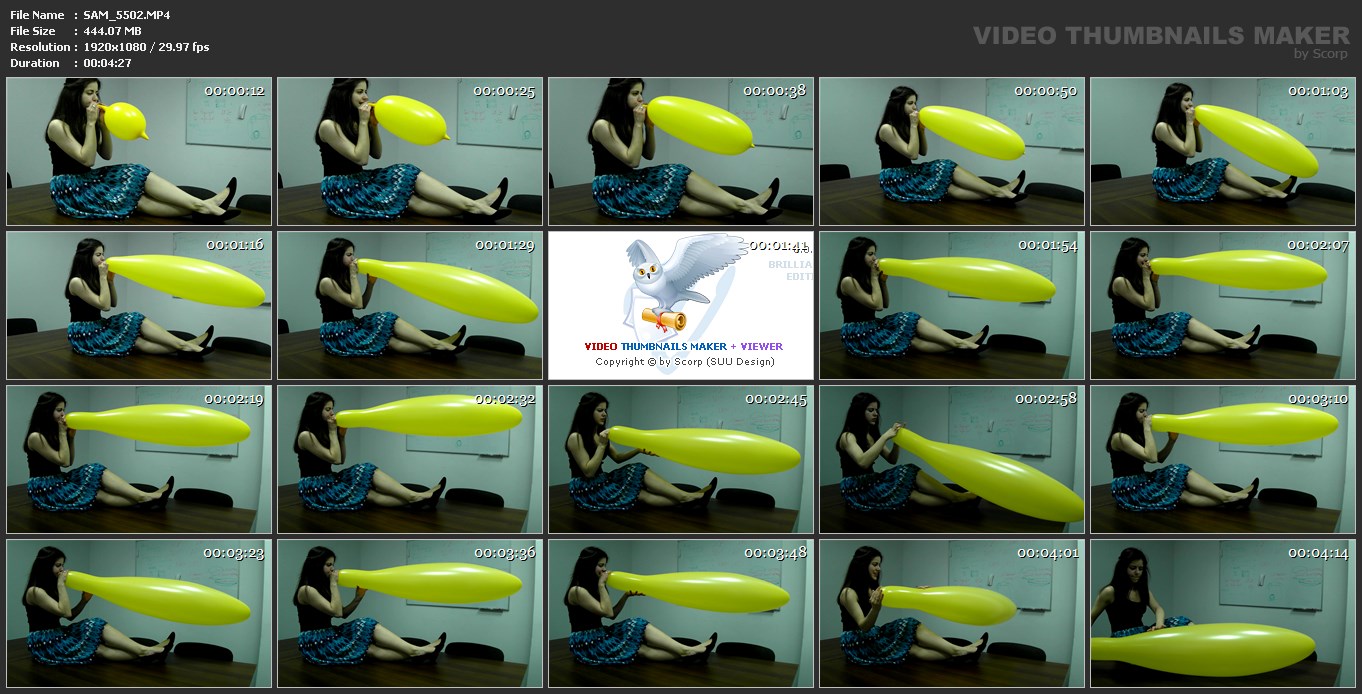 File Name : SAM_5502.MP4
File Size : 444.07 MB
Resolution : 1920x1080 / 29.97 fps
Duration : 00:04:27
VIDEO THUMBNAILS MAKER
by Scorp
00:00:12
00:00:25
00:00:38
00:00:50
00:01:03
00:01:16
00:01:29
00:01:41
BRILLIA
EDIT
VIDEO THUMBNAILS MAKER + VIEWER
Copyright © by Scorp (SUU Design)
00:01:54
00:02:07
00:02:19
00:02:32
00:02:45
00:02:58
00:03:10
00:03:23
00:03:36
00:03:48
00:04:01
00:04:14